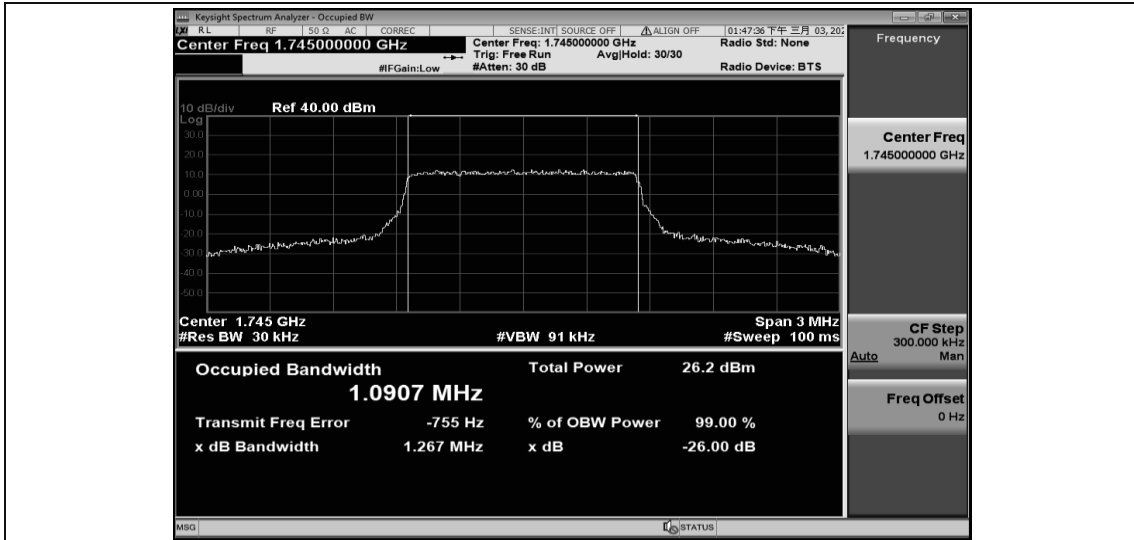 Keysight Spectrum Analyzer - Occupied BW
LXI RL RF 50 Ω AC CORREC SENSE:INT SOURCE OFF ⚠ALIGN OFF 01:47:36 下午 三月 03, 202
Center Freq 1.745000000 GHz
Center Freq: 1.745000000 GHz
Radio Std: None
Trig: Free Run Avg|Hold: 30/30
#IFGain:Low
#Atten: 30 dB
Radio Device: BTS
10 dB/div Ref 40.00 dBm
Log
30.0
20.0
10.0
0.00
-10.0
-20.0
-30.0
-40.0
-50.0
Center 1.745 GHz Span 3 MHz
#Res BW 30 kHz #VBW 91 kHz #Sweep 100 ms
Occupied Bandwidth Total Power 26.2 dBm
1.0907 MHz
Transmit Freq Error -755 Hz % of OBW Power 99.00 %
x dB Bandwidth 1.267 MHz x dB -26.00 dB
MSG STATUS
Frequency
Center Freq
1.745000000 GHz
CF Step
300.000 kHz
Auto Man
Freq Offset
0 Hz